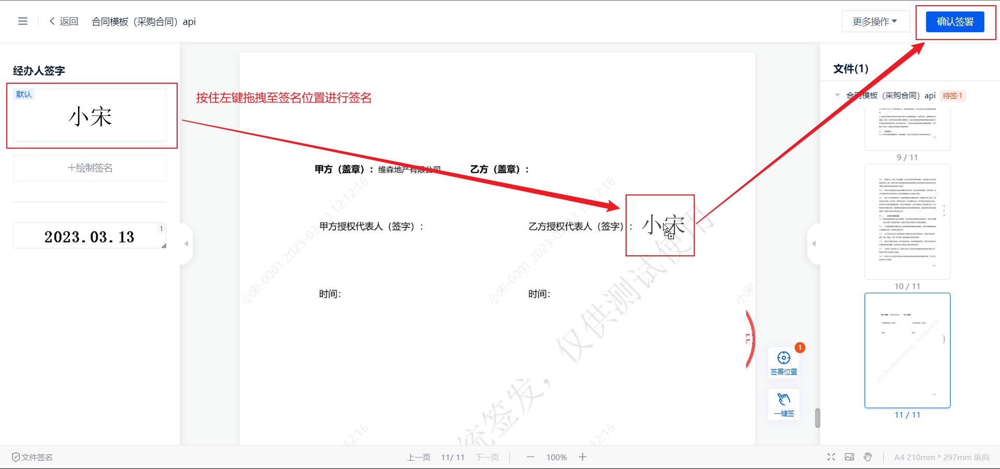 返回 合同模板（采购合同）api
更多操作
确认签署
经办人签字
默认
小宋
十绘制签名
1
2023.03.13
按住左键拖拽至签名位置进行签名
甲方（盖章）：维森地产有限公司 乙方（盖章）：
甲方授权代表人（签字）： 乙方授权代表人（签字）： 小宋
时间： 时间：
小宋-0001 2023-03-13 12:12:16
小宋-0001 2023-03-13 12:12:16
小宋
12:12:16
12:16
统签发，仅供测试使用
1
签署位置
一键签
文件(1)
合同模板（采购合同）api 待签·1
9 / 11
10 / 11
11 / 11
文件签名
上一页 11/ 11 下一页
100%
A4 210mm * 297mm 纵向